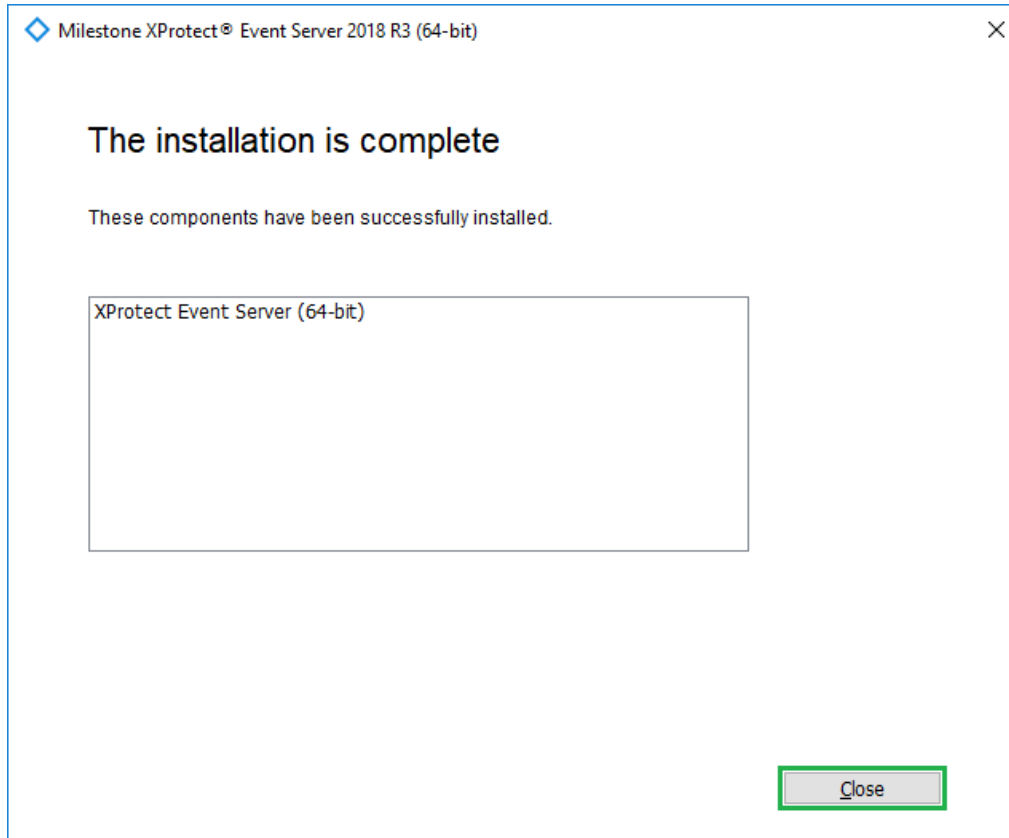 Milestone XProtect® Event Server 2018 R3 (64-bit)
The installation is complete
These components have been successfully installed.
XProtect Event Server (64-bit)
Close